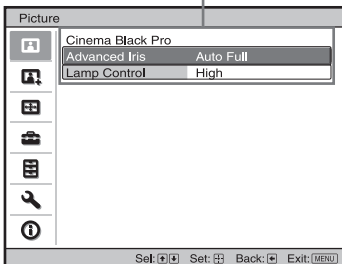 Picture
Cinema Black Pro
Advanced Iris Auto Full
Lamp Control High
Sel: Set: Back: Exit: MENU